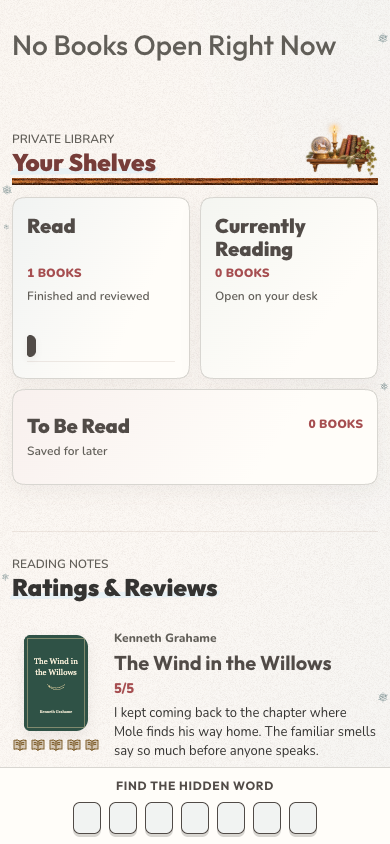 No Books Open Right Now
PRIVATE LIBRARY
Your Shelves
Read
1 BOOKS
Finished and reviewed
Currently
Reading
0 BOOKS
Open on your desk
To Be Read
0 BOOKS
Saved for later
READING NOTES
Ratings & Reviews
The Wind in
the Willows
Kenneth Grahame
Kenneth Grahame
The Wind in the Willows
5/5
I kept coming back to the chapter where
Mole finds his way home. The familiar smells
say so much before anyone speaks.
FIND THE HIDDEN WORD